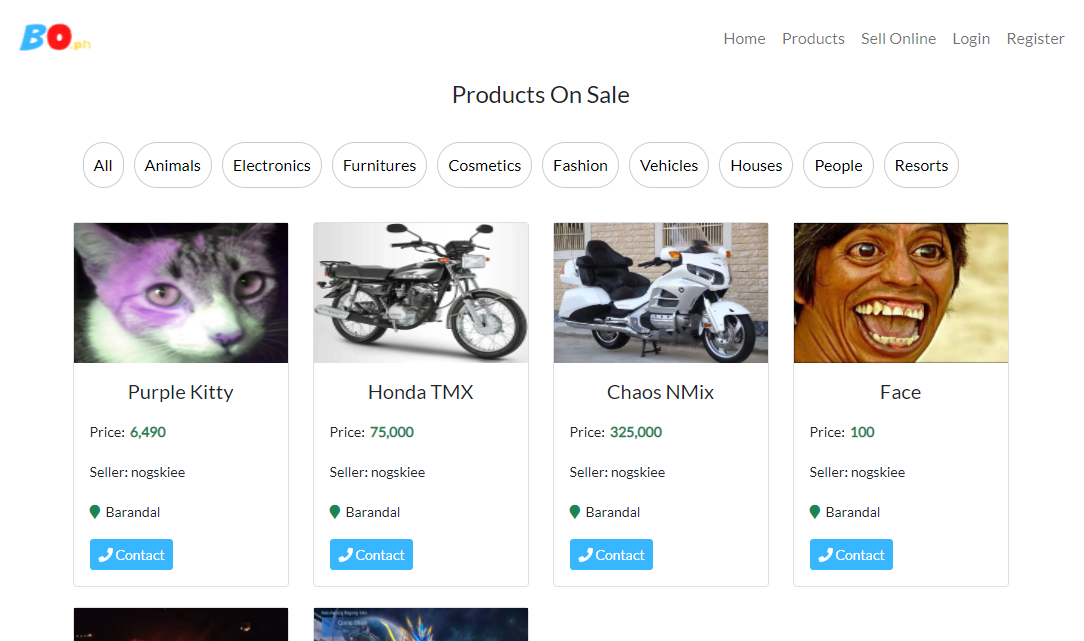 BO.ph
Home Products Sell Online Login Register
Products On Sale
All Animals Electronics Furnitures Cosmetics Fashion Vehicles Houses People Resorts
Purple Kitty
Price: 6,490
Seller: nogskiee
Barandal
Contact
Honda TMX
Price: 75,000
Seller: nogskiee
Barandal
Contact
Chaos NMix
Price: 325,000
Seller: nogskiee
Barandal
Contact
Face
Price: 100
Seller: nogskiee
Barandal
Contact